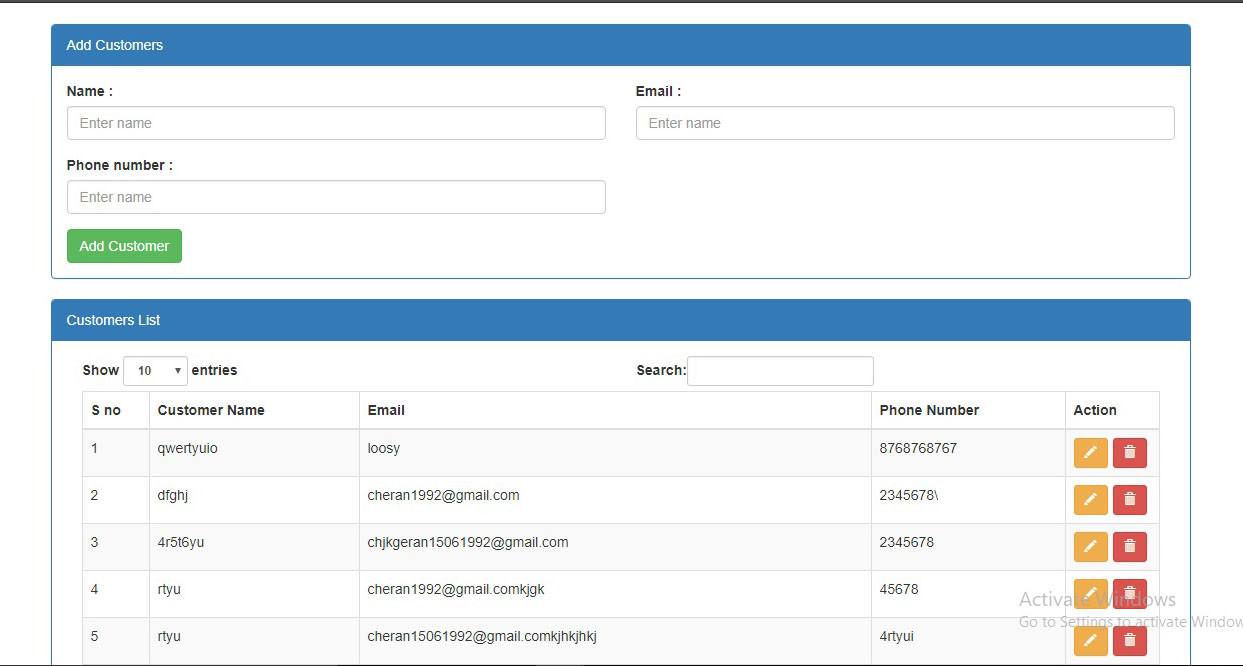 Add Customers
Name : Email :
Enter name Enter name
Phone number :
Enter name
Add Customer
Customers List
Show 10 entries Search:
S no Customer Name Email Phone Number Action
1 qwertyuio loosy 8768768767
2 dfghj cheran1992@gmail.com 2345678\
3 4r5t6yu chjkgeran15061992@gmail.com 2345678
4 rtyu cheran1992@gmail.comkjgk 45678
Activate Windows
Go to Settings to activate Window
5 rtyu cheran15061992@gmail.comkjhkjhkj 4rtyui